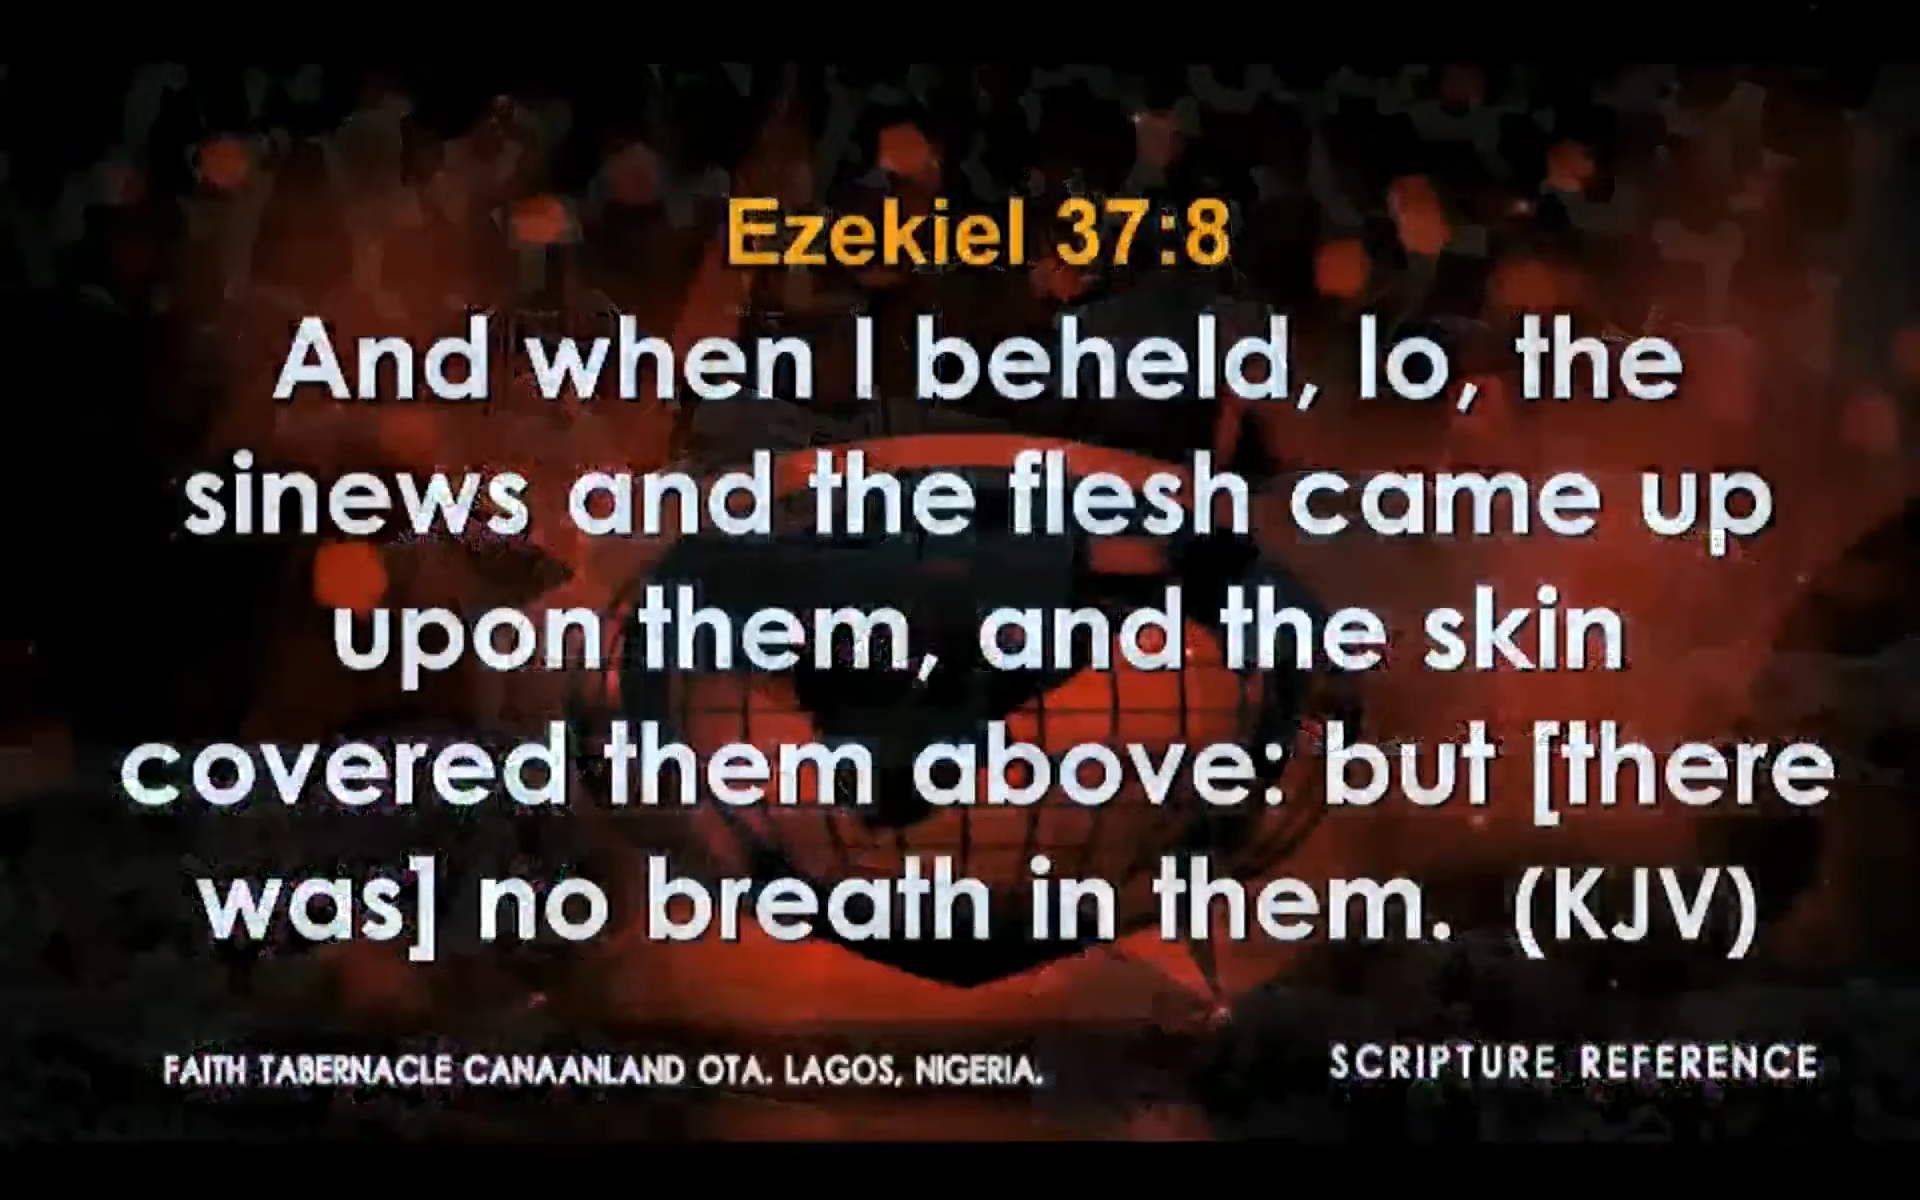 Ezekiel 37:8
And when I beheld, lo, the
sinews and the flesh came up
upon them, and the skin
covered them above: but [there
was] no breath in them. (KJV)
FAITH TABERNACLE CANAANLAND OTA. LAGOS, NIGERIA.
SCRIPTURE REFERENCE